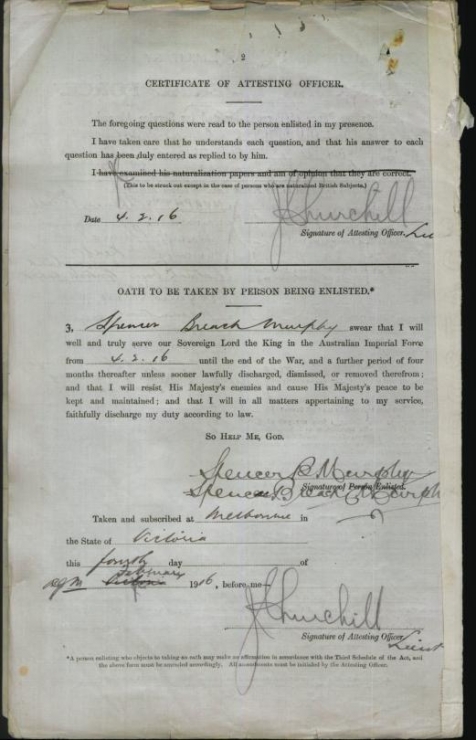 2
CERTIFICATE OF ATTESTING OFFICER.
The foregoing questions were read to the person enlisted in my presence.
I have taken care that he understands each question, and that his answer to each
question has been duly entered as replied to by him.
I have examined his naturalization papers and am of opinion that they are correct.
(This to be struck out except in the case of persons who are naturalized British Subjects.)
Date 4.2.16 J Churchill
Signature of Attesting Officer. Lieu
OATH TO BE TAKEN BY PERSON BEING ENLISTED.*
3. Spencer Breach Murphy swear that I will
well and truly serve our Sovereign Lord the King in the Australian Imperial Force
from 4.2.16 until the end of the War, and a further period of four
months thereafter unless sooner lawfully discharged, dismissed, or removed therefrom;
and that I will resist His Majesty's enemies and cause His Majesty's peace to be
kept and maintained; and that I will in all matters appertaining to my service,
faithfully discharge my duty according to law.
SO HELP ME, GOD.
Spencer B. Murphy
Signature of Person Enlisted.
Spencer Breach Murphy
Taken and subscribed at Melbourne in
the State of Victoria
this fourth day of
February
Victoria 1916, before me—
J Churchill
Signature of Attesting Officer. Lieut
*A person enlisting who objects to taking an oath may make an affirmation in accordance with the Third Schedule of the Act, and
the above form must be amended accordingly. All amendments must be initialed by the Attesting Officer.